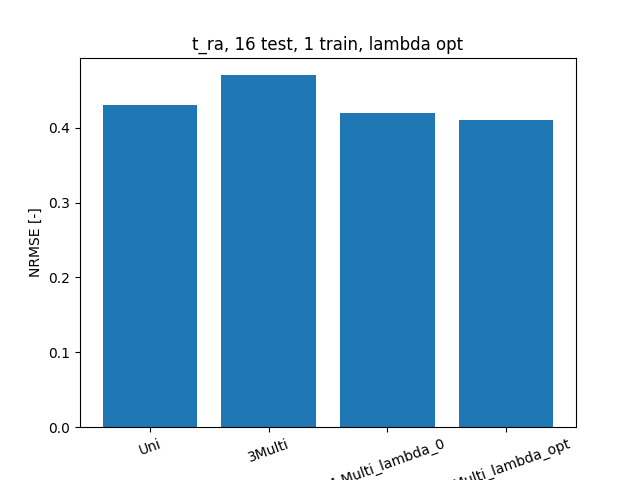 t_ra, 16 test, 1 train, lambda opt
NRMSE [-]
0.4
0.3
0.2
0.1
0.0
Uni
3Multi
Multi_lambda_0
Multi_lambda_opt